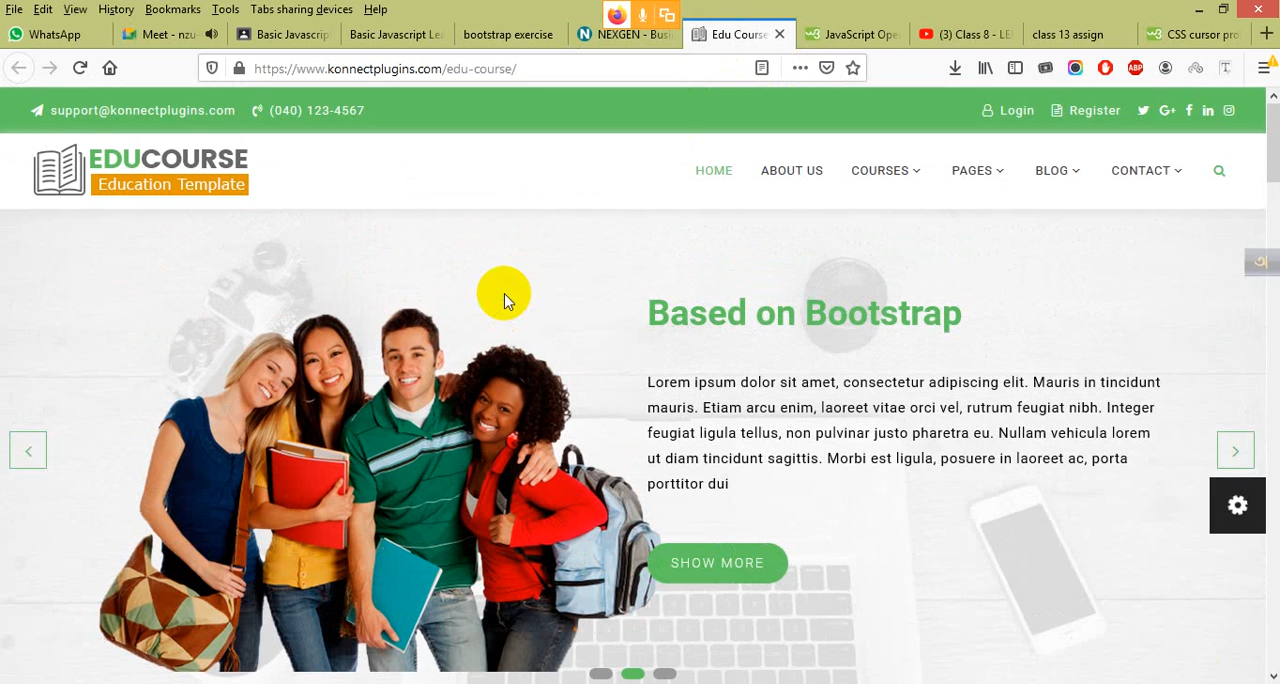 File Edit View History Bookmarks Tools Tabs sharing devices Help
WhatsApp
Meet - nzu-
Basic Javascrip
Basic Javascript Lea
bootstrap exercise
NEXGEN - Busi
Edu Course
JavaScript Ope
(3) Class 8 - LE
class 13 assign
CSS cursor pro
https://www.konnectplugins.com/edu-course/
ABP
support@konnectplugins.com (040) 123-4567
Login Register
EDUCOURSE
Education Template
HOME ABOUT US COURSES PAGES BLOG CONTACT
Based on Bootstrap
Lorem ipsum dolor sit amet, consectetur adipiscing elit. Mauris in tincidunt
mauris. Etiam arcu enim, laoreet vitae orci vel, rutrum feugiat nibh. Integer
feugiat ligula tellus, non pulvinar justo pharetra eu. Nullam vehicula lorem
ut diam tincidunt sagittis. Morbi est ligula, posuere in laoreet ac, porta
porttitor dui
SHOW MORE